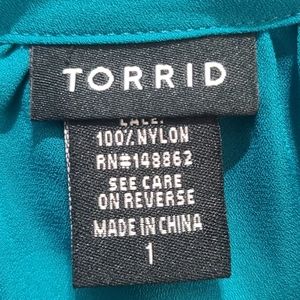 TORRID
100% NYLON
RN#148862
SEE CARE
ON REVERSE
MADE IN CHINA
1